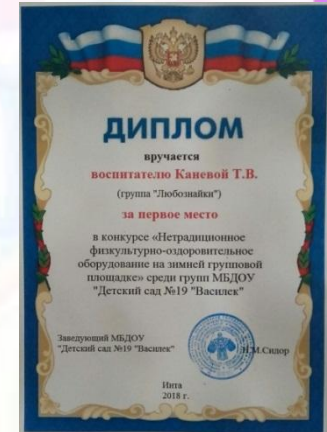 ДИПЛОМ
вручается
воспитателю Каневой Т.В.
(группа "Любознайки")
за первое место
в конкурсе «Нетрадиционное
физкультурно-оздоровительное
оборудование на зимней групповой
площадке» среди групп МБДОУ
"Детский сад №19 "Василек"
Заведующий МБДОУ
"Детский сад №19 "Василек"
Н.М.Сидор
Инта
2018 г.